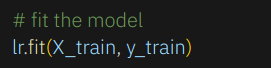 # fit the model
lr.fit(X_train, y_train)